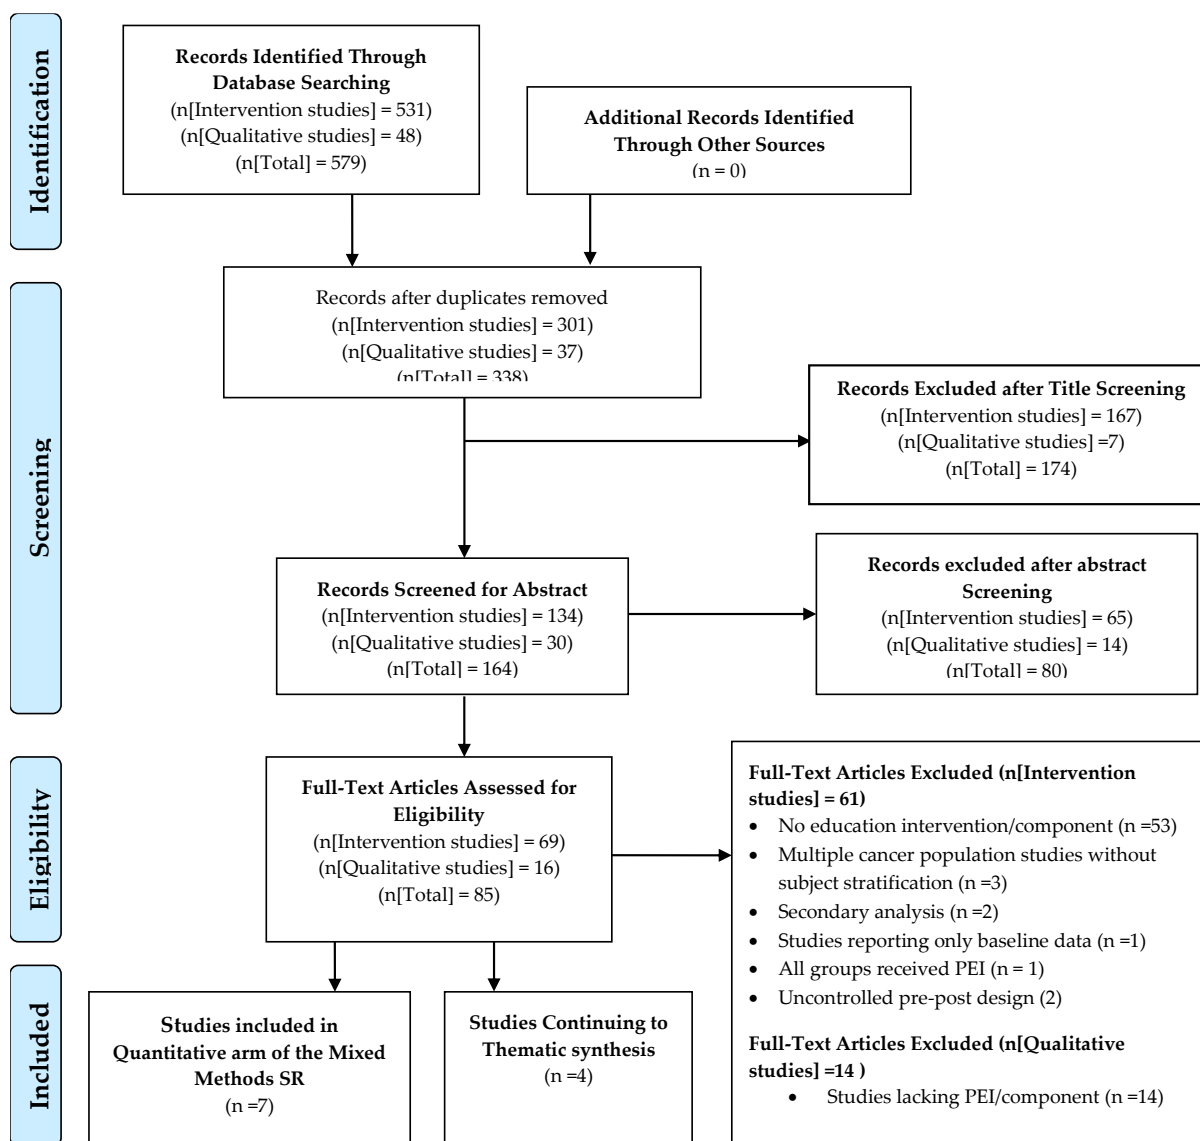 Identification
Records Identified Through
Database Searching
(n[Intervention studies] = 531)
(n[Qualitative studies] = 48)
(n[Total] = 579)
Additional Records Identified
Through Other Sources
(n = 0)
Screening
Records after duplicates removed
(n[Intervention studies] = 301)
(n[Qualitative studies] = 37)
(n[Total] = 338)
Records Excluded after Title Screening
(n[Intervention studies] = 167)
(n[Qualitative studies] =7)
(n[Total] = 174)
Records Screened for Abstract
(n[Intervention studies] = 134)
(n[Qualitative studies] = 30)
(n[Total] = 164)
Records excluded after abstract
Screening
(n[Intervention studies] = 65)
(n[Qualitative studies] = 14)
(n[Total] = 80)
Eligibility
Full-Text Articles Assessed for
Eligibility
(n[Intervention studies] = 69)
(n[Qualitative studies] = 16)
(n[Total] = 85)
Full-Text Articles Excluded (n[Intervention
studies] = 61)
• No education intervention/component (n =53)
• Multiple cancer population studies without
subject stratification (n =3)
• Secondary analysis (n =2)
• Studies reporting only baseline data (n =1)
• All groups received PEI (n = 1)
• Uncontrolled pre-post design (2)
Full-Text Articles Excluded (n[Qualitative
studies] =14 )
• Studies lacking PEI/component (n =14)
Included
Studies included in
Quantitative arm of the Mixed
Methods SR
(n =7)
Studies Continuing to
Thematic synthesis
(n =4)